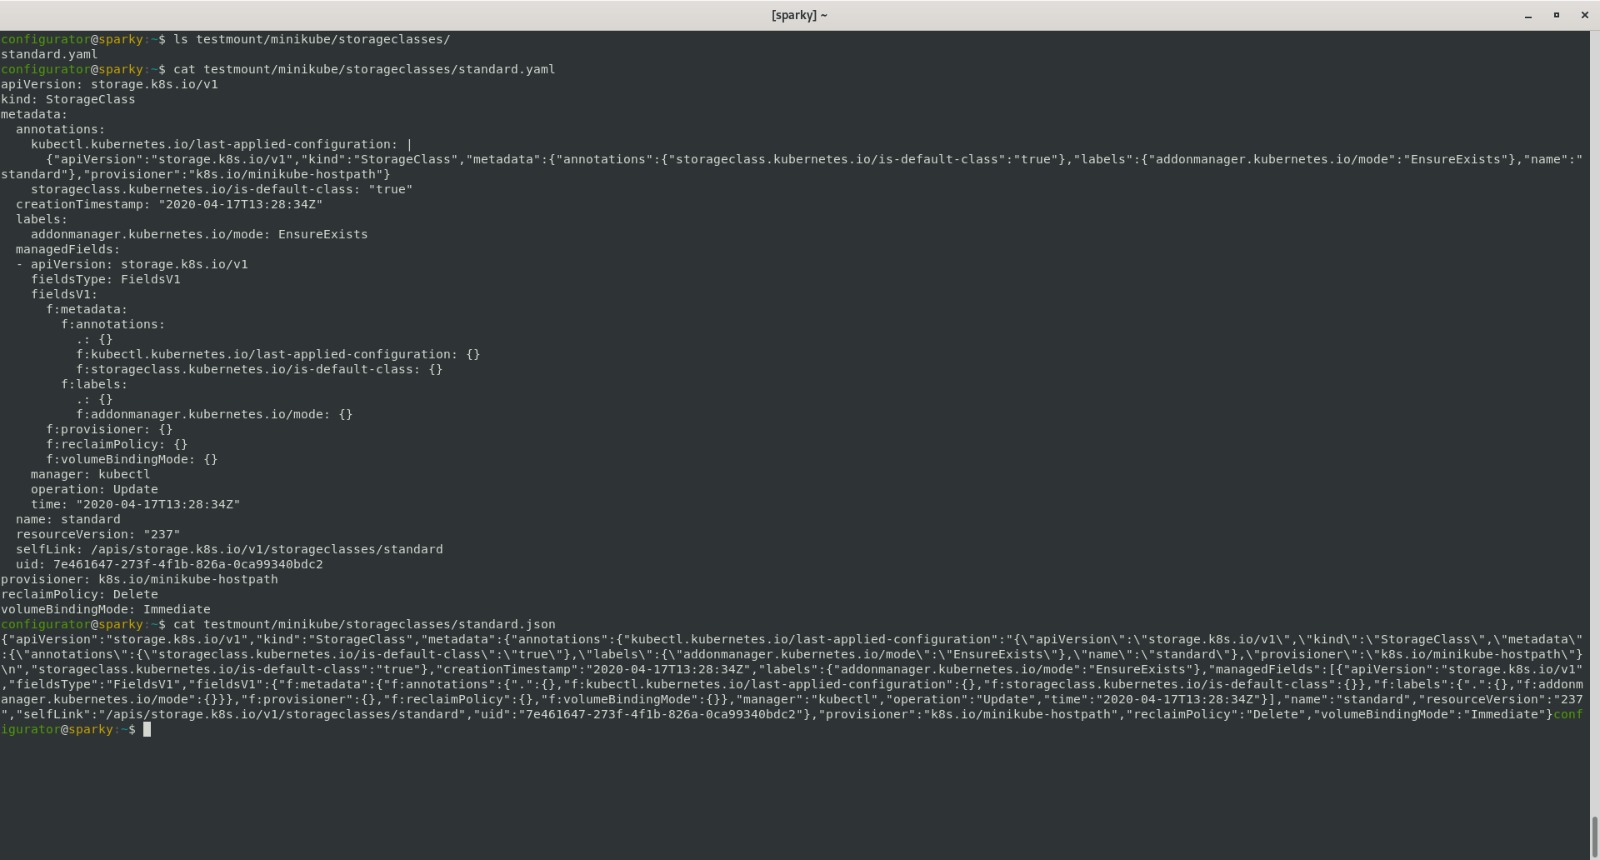 [sparky] ~
configurator@sparky:~$ ls testmount/minikube/storageclasses/
standard.yaml
configurator@sparky:~$ cat testmount/minikube/storageclasses/standard.yaml
apiVersion: storage.k8s.io/v1
kind: StorageClass
metadata:
  annotations:
    kubectl.kubernetes.io/last-applied-configuration: |
      {"apiVersion":"storage.k8s.io/v1","kind":"StorageClass","metadata":{"annotations":{"storageclass.kubernetes.io/is-default-class":"true"},"labels":{"addonmanager.kubernetes.io/mode":"EnsureExists"},"name":"
standard"},"provisioner":"k8s.io/minikube-hostpath"}
    storageclass.kubernetes.io/is-default-class: "true"
  creationTimestamp: "2020-04-17T13:28:34Z"
  labels:
    addonmanager.kubernetes.io/mode: EnsureExists
  managedFields:
  - apiVersion: storage.k8s.io/v1
    fieldsType: FieldsV1
    fieldsV1:
      f:metadata:
        f:annotations:
          .: {}
          f:kubectl.kubernetes.io/last-applied-configuration: {}
          f:storageclass.kubernetes.io/is-default-class: {}
        f:labels:
          .: {}
          f:addonmanager.kubernetes.io/mode: {}
      f:provisioner: {}
      f:reclaimPolicy: {}
      f:volumeBindingMode: {}
    manager: kubectl
    operation: Update
    time: "2020-04-17T13:28:34Z"
  name: standard
  resourceVersion: "237"
  selfLink: /apis/storage.k8s.io/v1/storageclasses/standard
  uid: 7e461647-273f-4f1b-826a-0ca99340bdc2
provisioner: k8s.io/minikube-hostpath
reclaimPolicy: Delete
volumeBindingMode: Immediate
configurator@sparky:~$ cat testmount/minikube/storageclasses/standard.json
{"apiVersion":"storage.k8s.io/v1","kind":"StorageClass","metadata":{"annotations":{"kubectl.kubernetes.io/last-applied-configuration":"{\"apiVersion\":\"storage.k8s.io/v1\",\"kind\":\"StorageClass\",\"metadata\"
:{\"annotations\":{\"storageclass.kubernetes.io/is-default-class\":\"true\"},\"labels\":{\"addonmanager.kubernetes.io/mode\":\"EnsureExists\"},\"name\":\"standard\"},\"provisioner\":\"k8s.io/minikube-hostpath\"}
\n","storageclass.kubernetes.io/is-default-class":"true"},"creationTimestamp":"2020-04-17T13:28:34Z","labels":{"addonmanager.kubernetes.io/mode":"EnsureExists"},"managedFields":[{"apiVersion":"storage.k8s.io/v1"
,"fieldsType":"FieldsV1","fieldsV1":{"f:metadata":{"f:annotations":{".":{},"f:kubectl.kubernetes.io/last-applied-configuration":{},"f:storageclass.kubernetes.io/is-default-class":{}},"f:labels":{".":{},"f:addonm
anager.kubernetes.io/mode":{}}},"f:provisioner":{},"f:reclaimPolicy":{},"f:volumeBindingMode":{}},"manager":"kubectl","operation":"Update","time":"2020-04-17T13:28:34Z"}],"name":"standard","resourceVersion":"237
","selfLink":"/apis/storage.k8s.io/v1/storageclasses/standard","uid":"7e461647-273f-4f1b-826a-0ca99340bdc2"},"provisioner":"k8s.io/minikube-hostpath","reclaimPolicy":"Delete","volumeBindingMode":"Immediate"}conf
igurator@sparky:~$